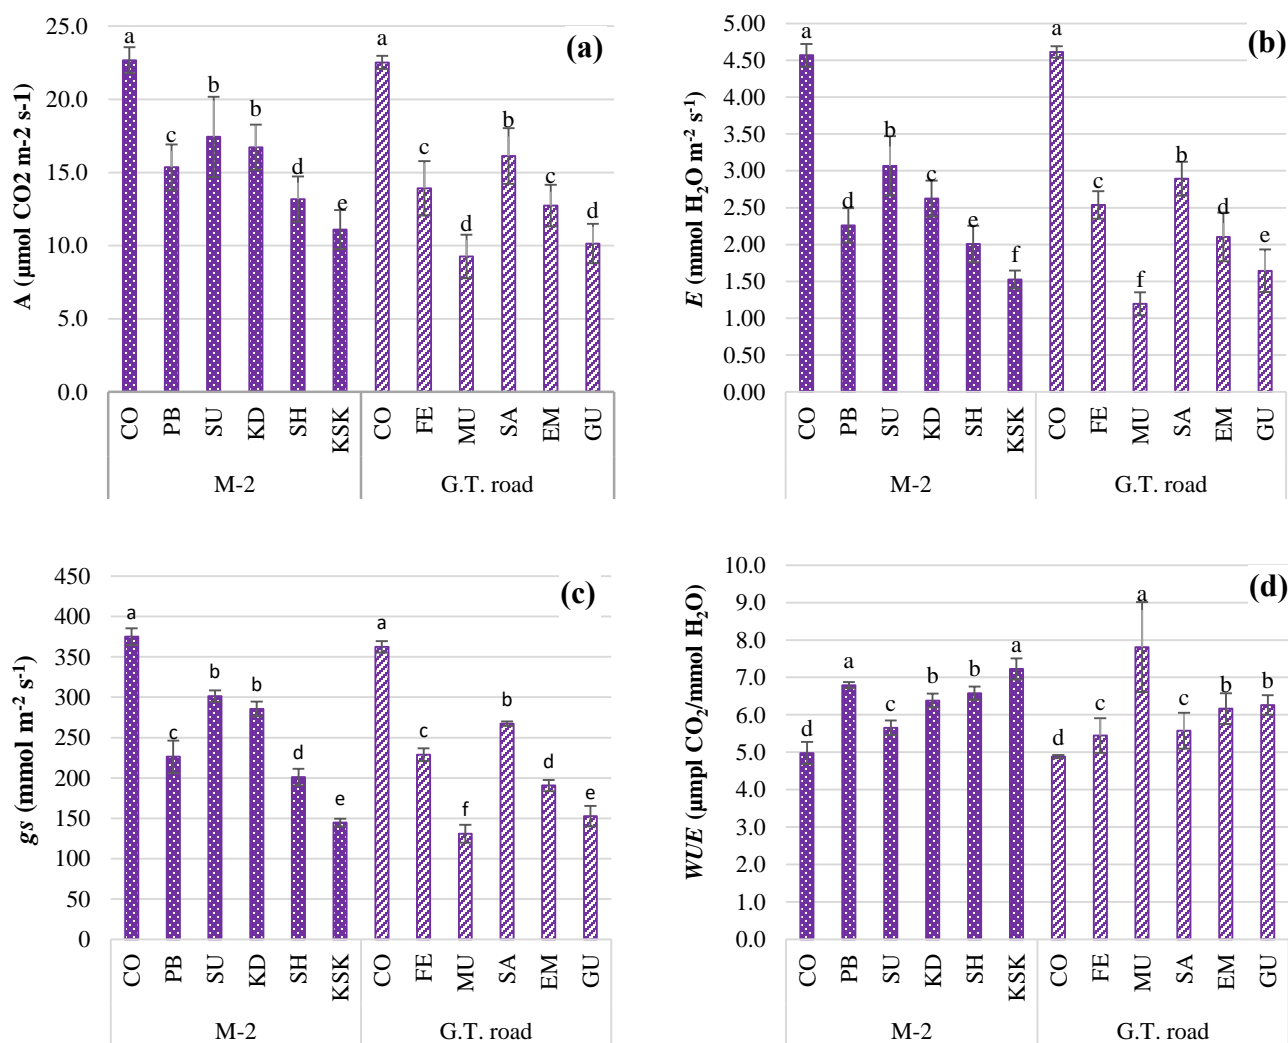 (a)
A (µmol CO2 m-2 s-1)
25.0
20.0
15.0
10.0
5.0
0.0
a
c
b
b
d
e
a
c
d
b
c
d
CO PB SU KD SH KSK CO FE MU SA EM GU
M-2 G.T. road
(b)
E (mmol H₂O m⁻² s⁻¹)
5.00
4.50
4.00
3.50
3.00
2.50
2.00
1.50
1.00
0.50
0.00
a
d
b
c
e
f
a
c
f
b
d
e
CO PB SU KD SH KSK CO FE MU SA EM GU
M-2 G.T. road
(c)
gs (mmol m⁻² s⁻¹)
450
400
350
300
250
200
150
100
50
0
a
c
b
b
d
e
a
c
f
b
d
e
CO PB SU KD SH KSK CO FE MU SA EM GU
M-2 G.T. road
(d)
WUE (µmpl CO₂/mmol H₂O)
10.0
9.0
8.0
7.0
6.0
5.0
4.0
3.0
2.0
1.0
0.0
d
a
c
b
b
a
d
c
a
c
b
b
CO PB SU KD SH KSK CO FE MU SA EM GU
M-2 G.T. road